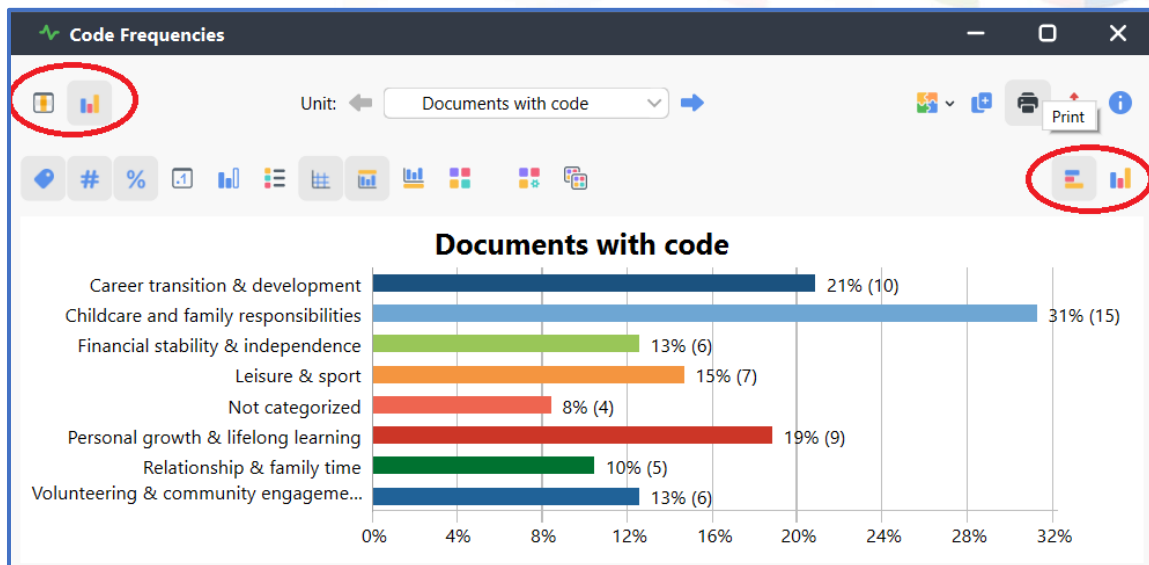 Code Frequencies
Unit: Documents with code
Print
# % .1
Documents with code
Career transition & development 21% (10)
Childcare and family responsibilities 31% (15)
Financial stability & independence 13% (6)
Leisure & sport 15% (7)
Not categorized 8% (4)
Personal growth & lifelong learning 19% (9)
Relationship & family time 10% (5)
Volunteering & community engageme... 13% (6)
0% 4% 8% 12% 16% 20% 24% 28% 32%